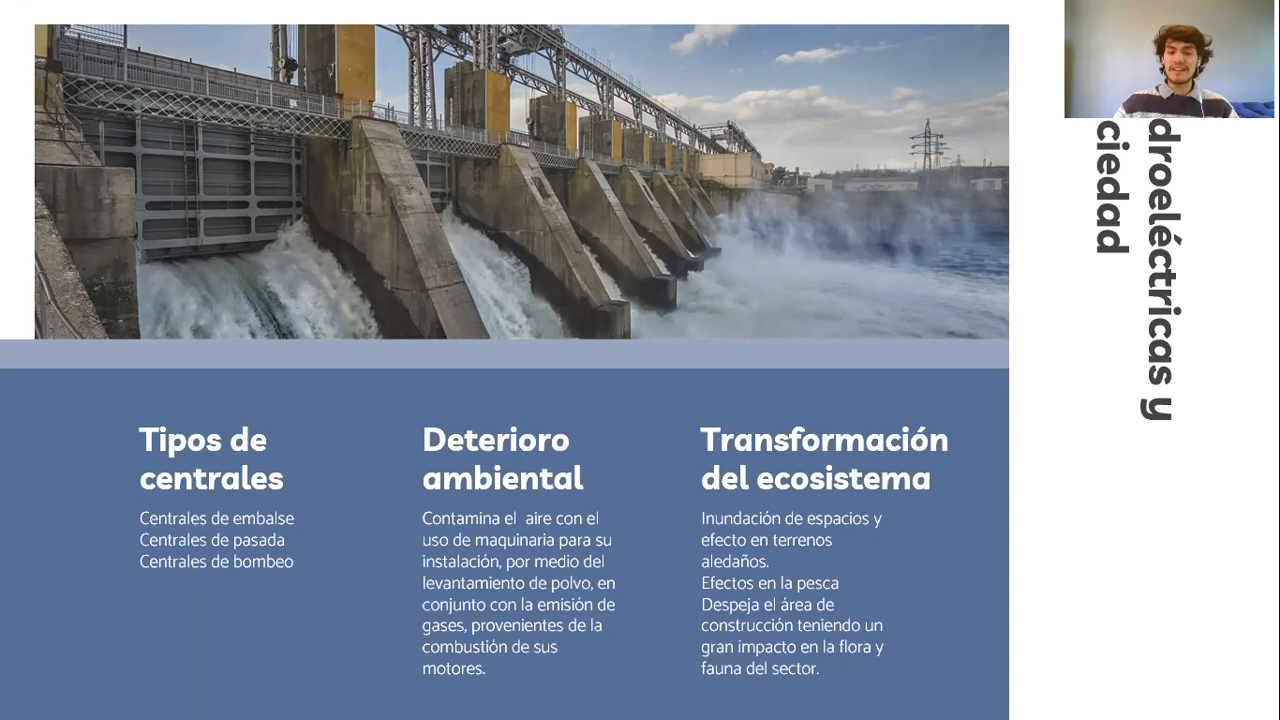 droeléctricas y
ciedad
Tipos de
centrales
Centrales de embalse
Centrales de pasada
Centrales de bombeo
Deterioro
ambiental
Contamina el  aire con el
uso de maquinaria para su
instalación, por medio del
levantamiento de polvo, en
conjunto con la emisión de
gases, provenientes de la
combustión de sus
motores.
Transformación
del ecosistema
Inundación de espacios y
efecto en terrenos
aledaños.
Efectos en la pesca
Despeja el área de
construcción teniendo un
gran impacto en la flora y
fauna del sector.